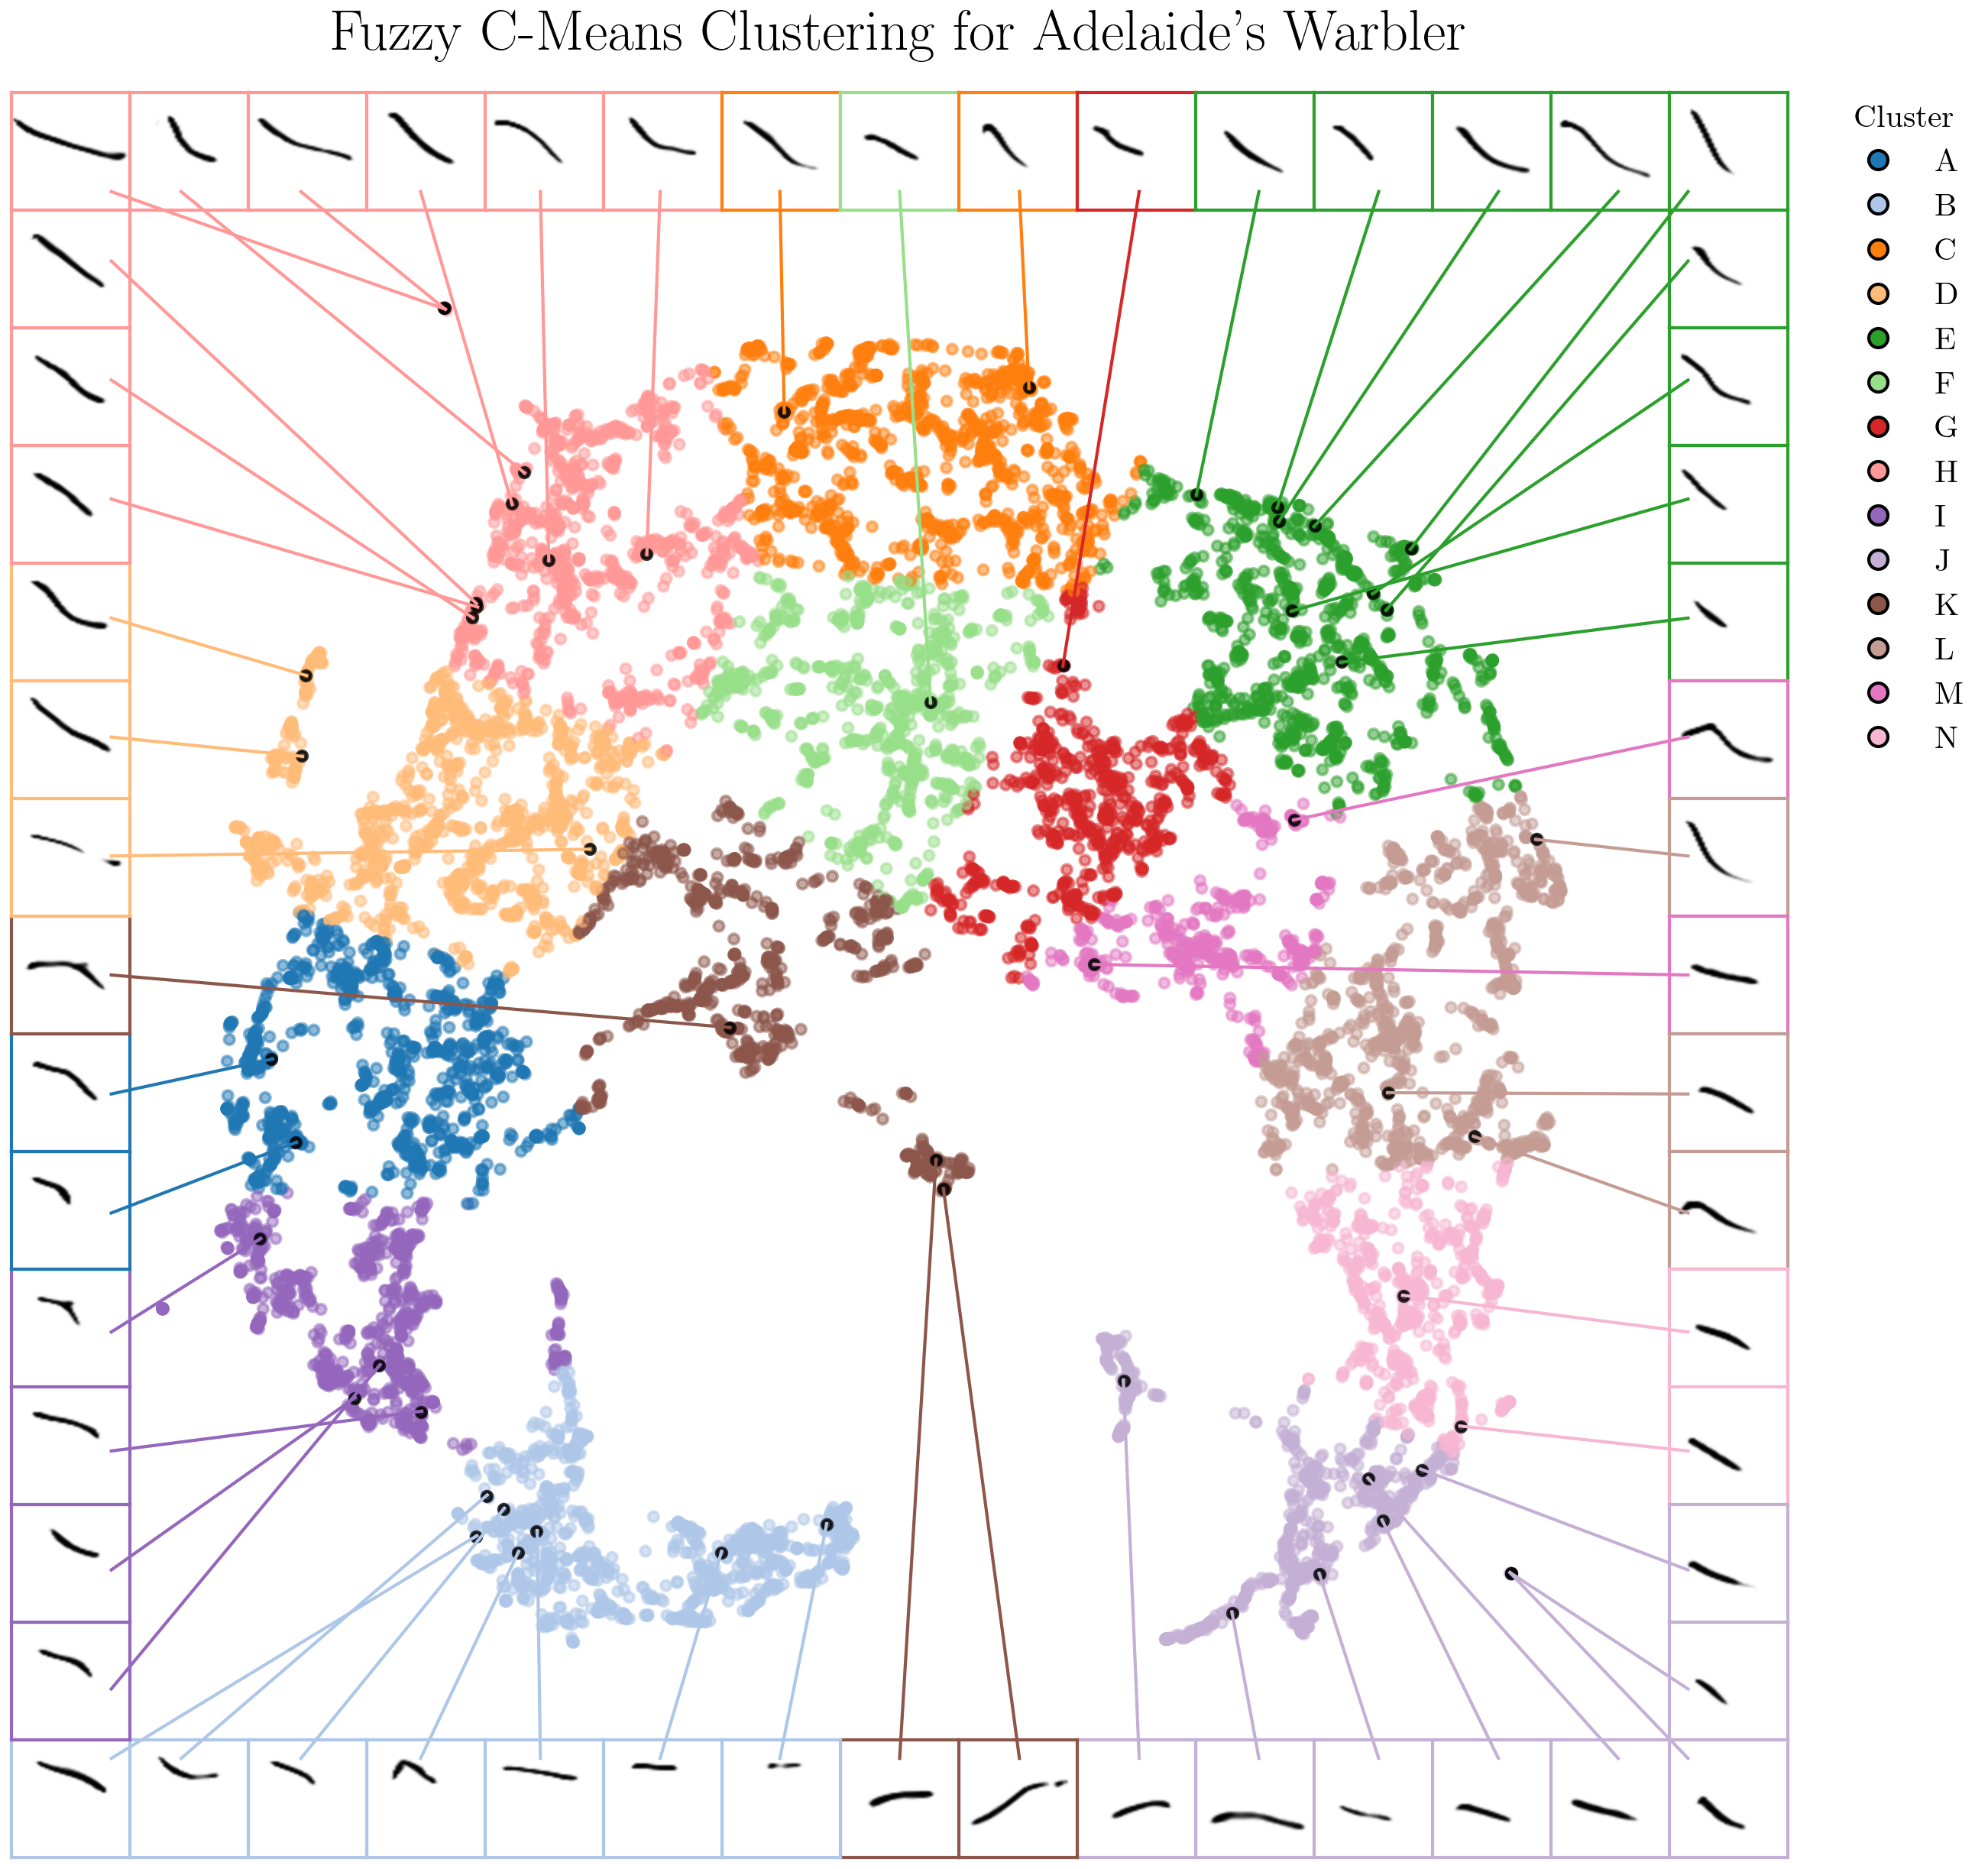 Fuzzy C-Means Clustering for Adelaide's Warbler
Cluster
A
B
C
D
E
F
G
H
I
J
K
L
M
N